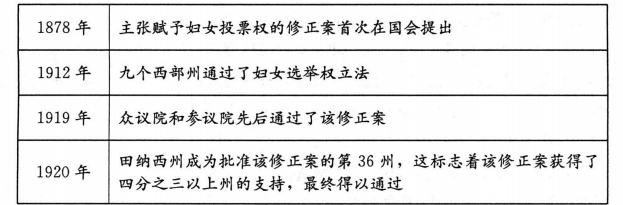 1878 年 主张赋予妇女投票权的修正案首次在国会提出
1912 年 九个西部州通过了妇女选举权立法
1919 年 众议院和参议院先后通过了该修正案
1920 年 田纳西州成为批准该修正案的第 36 州，这标志着该修正案获得了
四分之三以上州的支持，最终得以通过